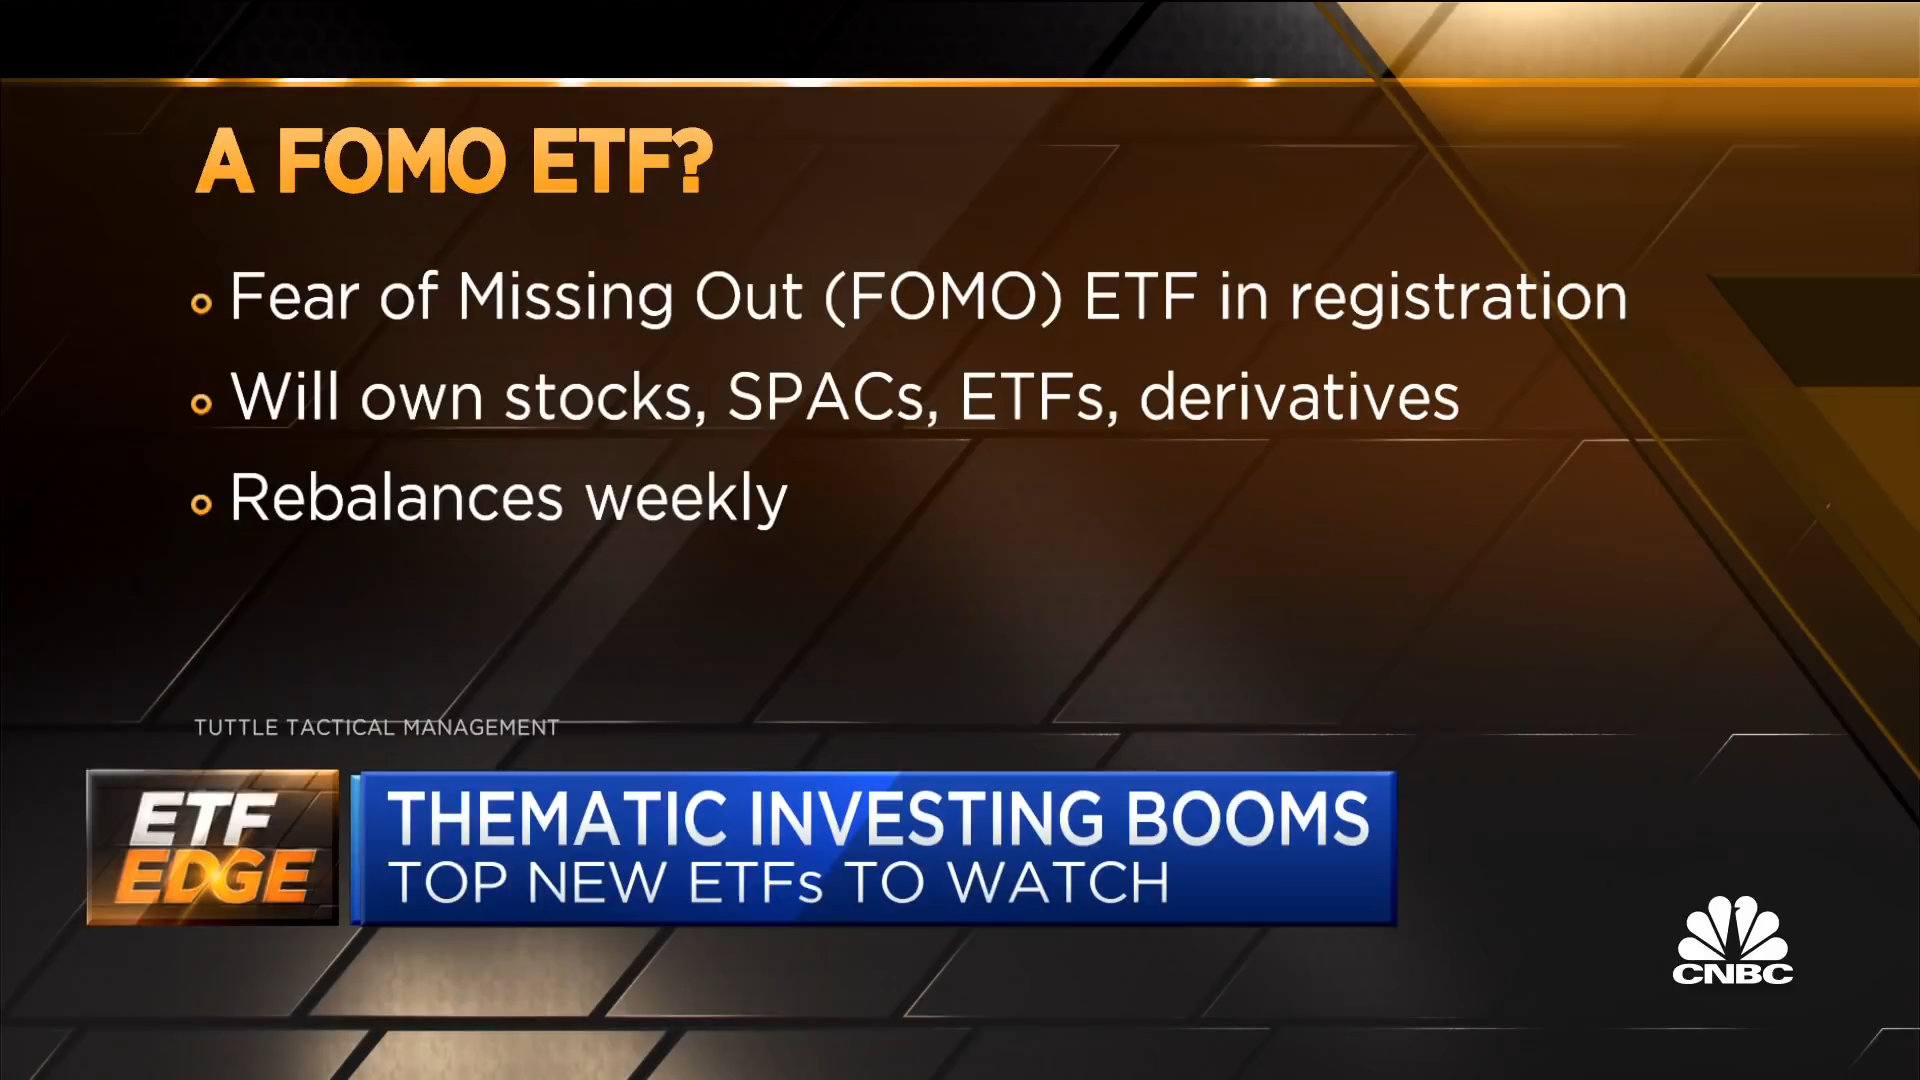 A FOMO ETF?
Fear of Missing Out (FOMO) ETF in registration
Will own stocks, SPACs, ETFs, derivatives
Rebalances weekly
TUTTLE TACTICAL MANAGEMENT
ETF
EDGE
THEMATIC INVESTING BOOMS
TOP NEW ETFs TO WATCH
CNBC